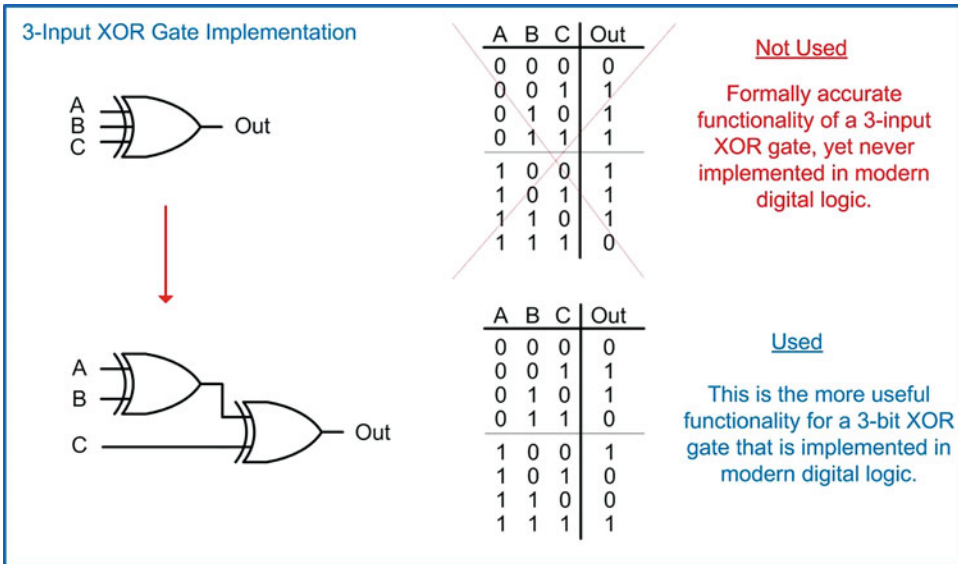 3-Input XOR Gate Implementation
A
B
C
Out
A B C Out
0 0 0 0
0 0 1 1
0 1 0 1
0 1 1 1
1 0 0 1
1 0 1 1
1 1 0 1
1 1 1 0
Not Used
Formally accurate
functionality of a 3-input
XOR gate, yet never
implemented in modern
digital logic.
A
B
C
Out
A B C Out
0 0 0 0
0 0 1 1
0 1 0 1
0 1 1 0
1 0 0 1
1 0 1 0
1 1 0 0
1 1 1 1
Used
This is the more useful
functionality for a 3-bit XOR
gate that is implemented in
modern digital logic.